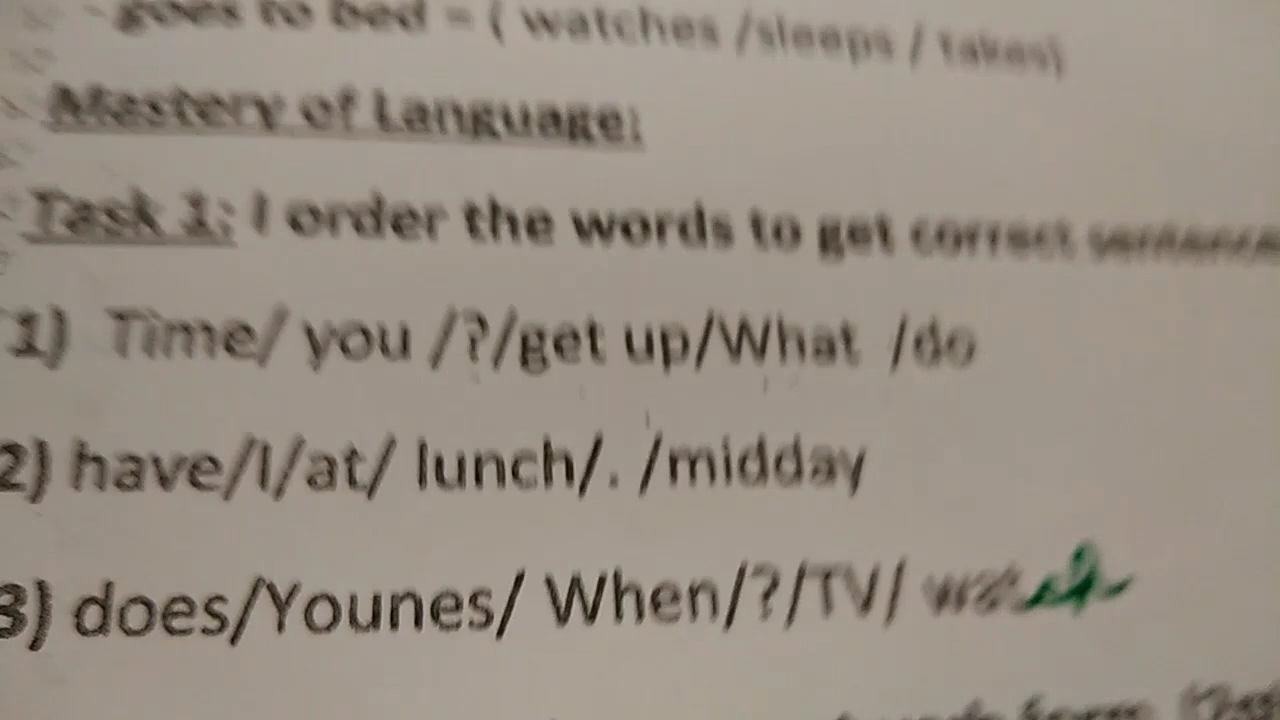 - goes to bed = ( watches /sleeps / takes)
Mastery of Language:
Task 1: I order the words to get correct
1) Time/ you /?/get up/What /do
2) have/I/at/ lunch/. /midday
3) does/Younes/ When/?/TV/